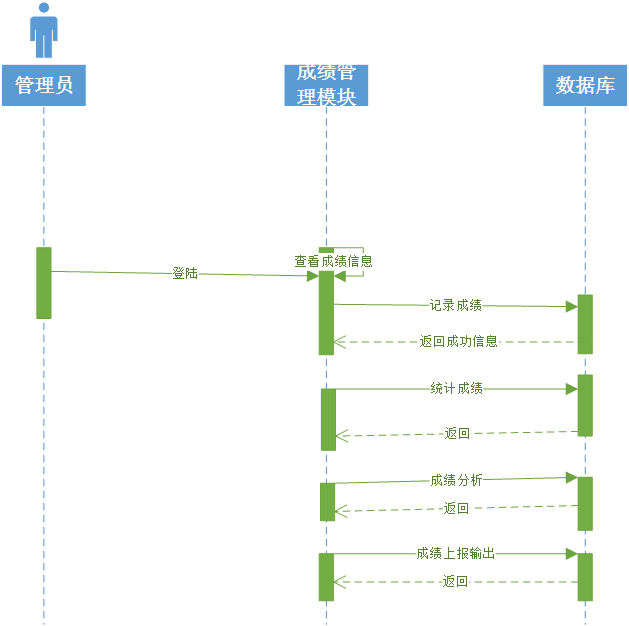 管理员
成绩管
理模块
数据库
查看成绩信息
登陆
记录成绩
返回成功信息
统计成绩
返回
成绩分析
返回
成绩上报输出
返回